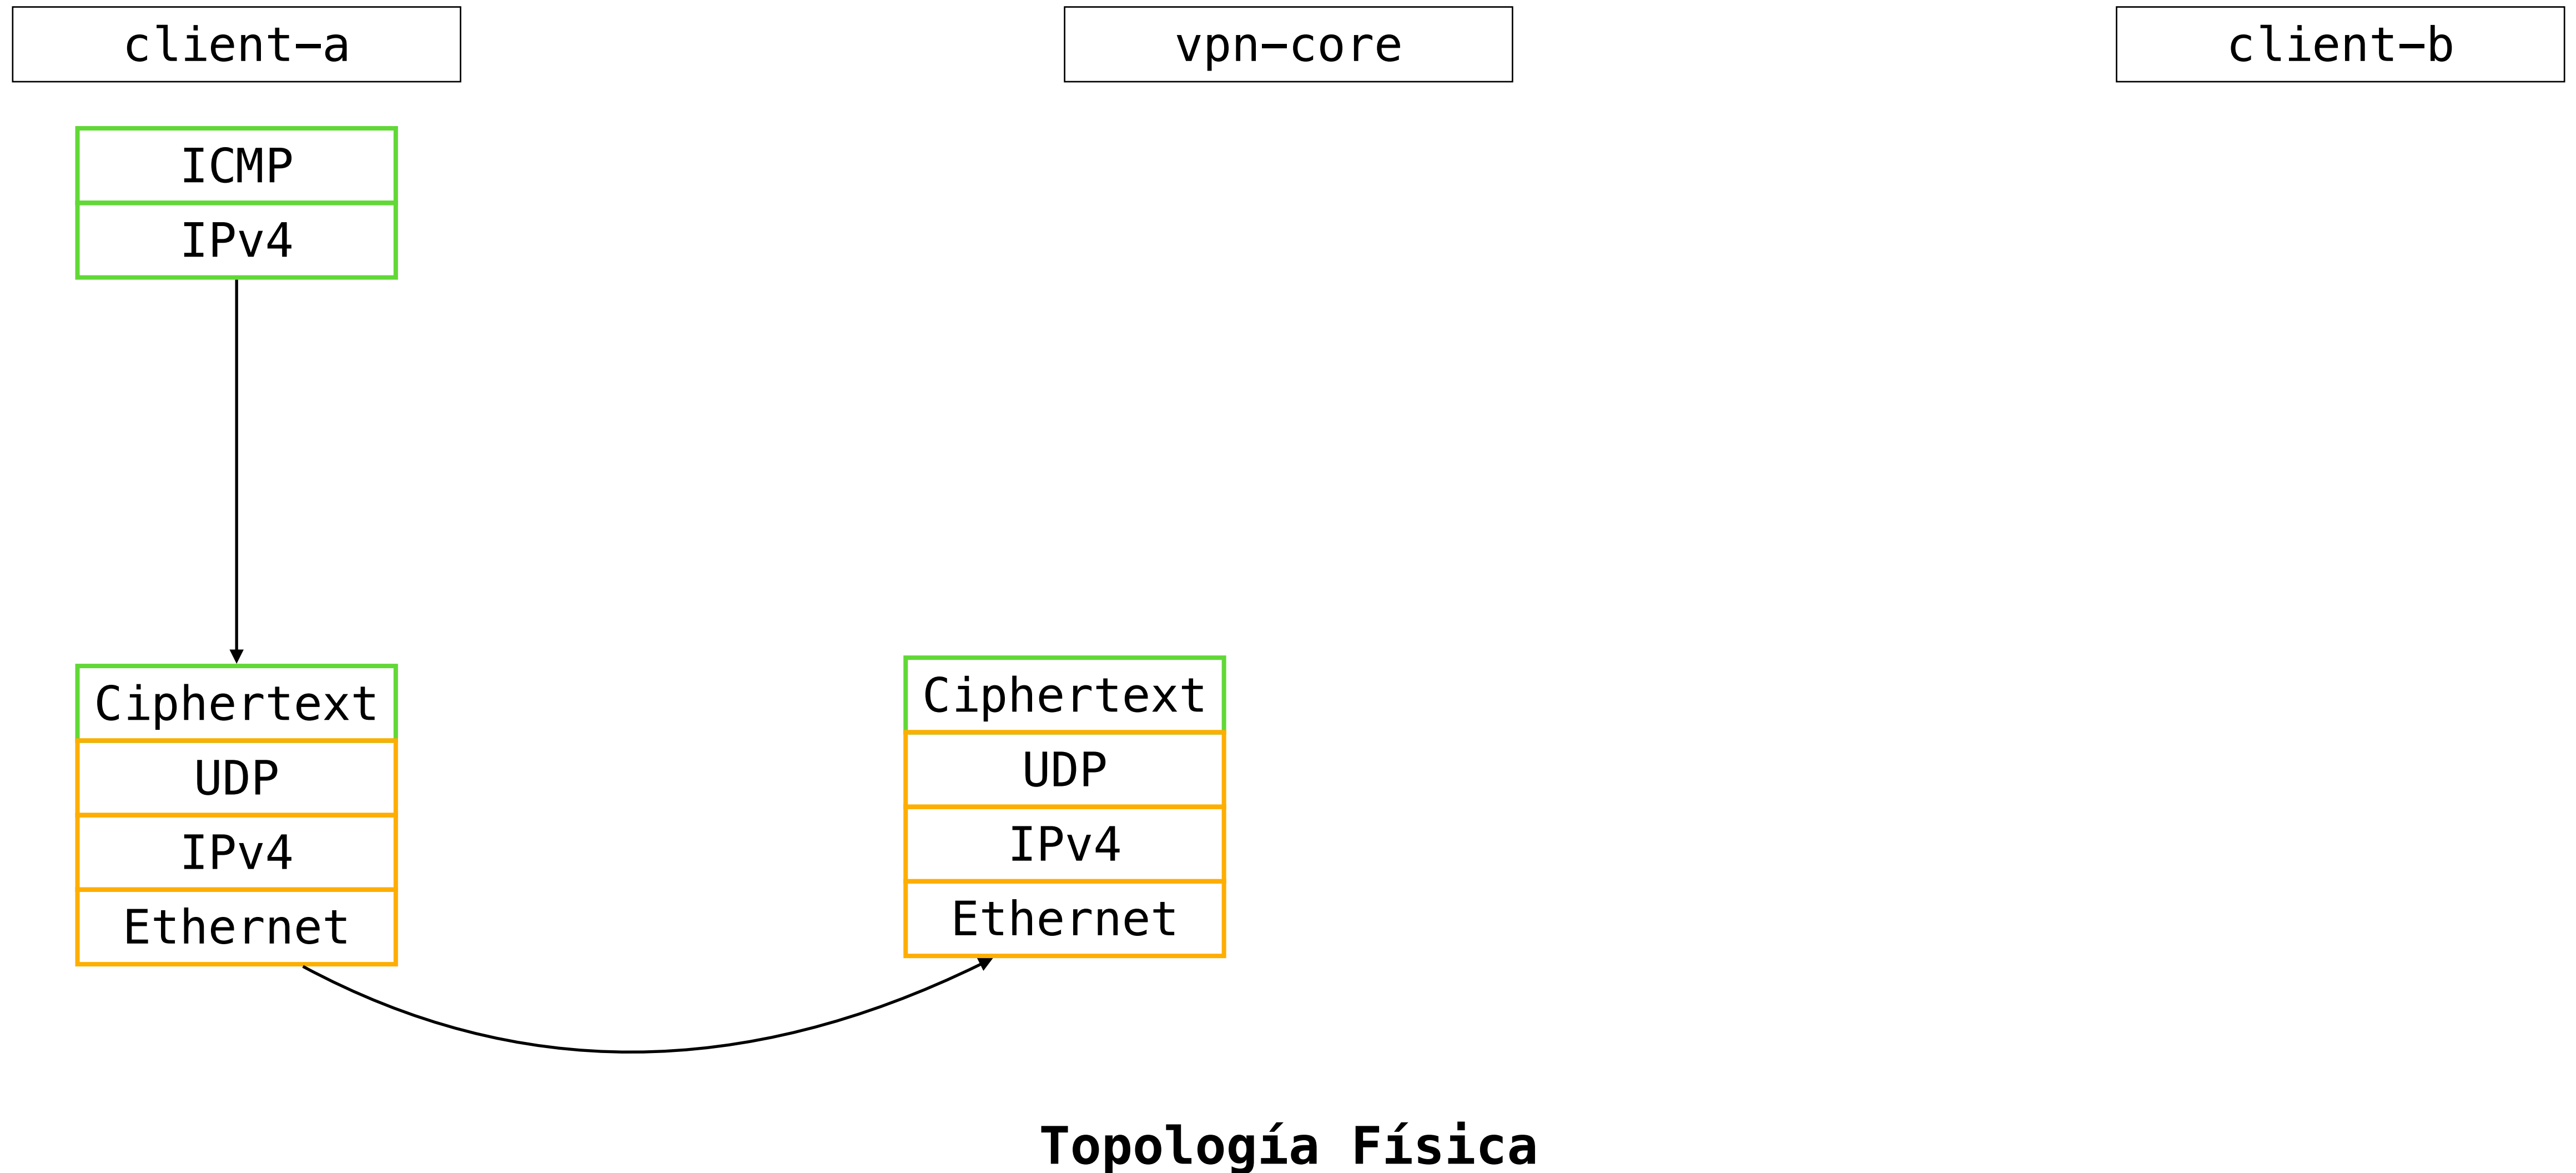 client-a
vpn-core
client-b
ICMP
IPv4
Ciphertext
UDP
IPv4
Ethernet
Ciphertext
UDP
IPv4
Ethernet
Topología Física